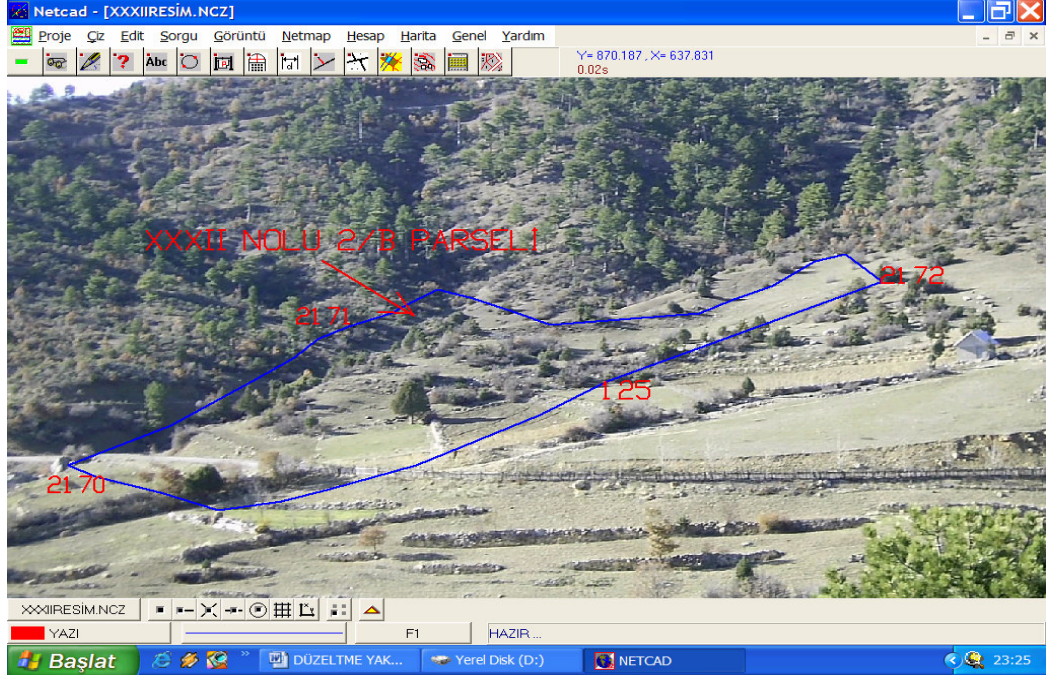 Netcad - [XXXIIRESİM.NCZ]
Proje Çiz Edit Sorgu Görüntü Netmap Hesap Harita Genel Yardım
Abc
Y= 870.187 , X= 637.831
0.02s
XXXII NOLU 2/B PARSELİ
21 72
21 71
1 25
21 70
XXXIIRESİM.NCZ
YAZI F1 HAZIR ...
Başlat DÜZELTME YAK... Yerel Disk (D:) NETCAD 23:25